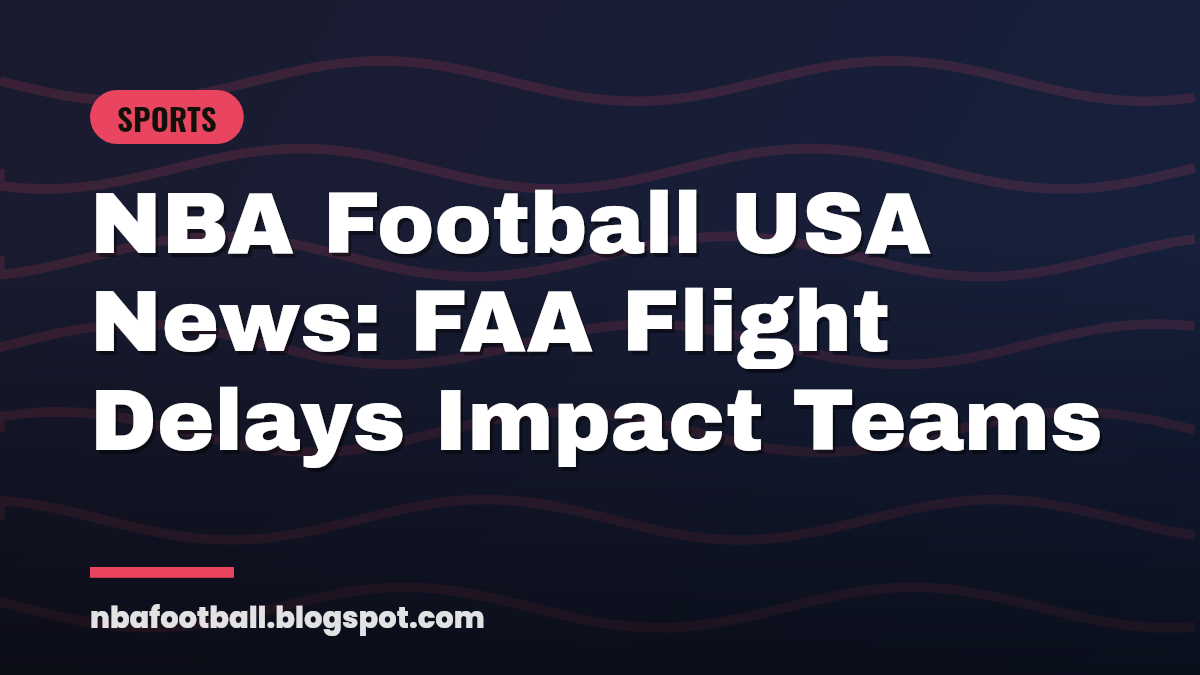 SPORTS
NBA Football USA
News: FAA Flight
Delays Impact Teams
nbafootball.blogspot.com